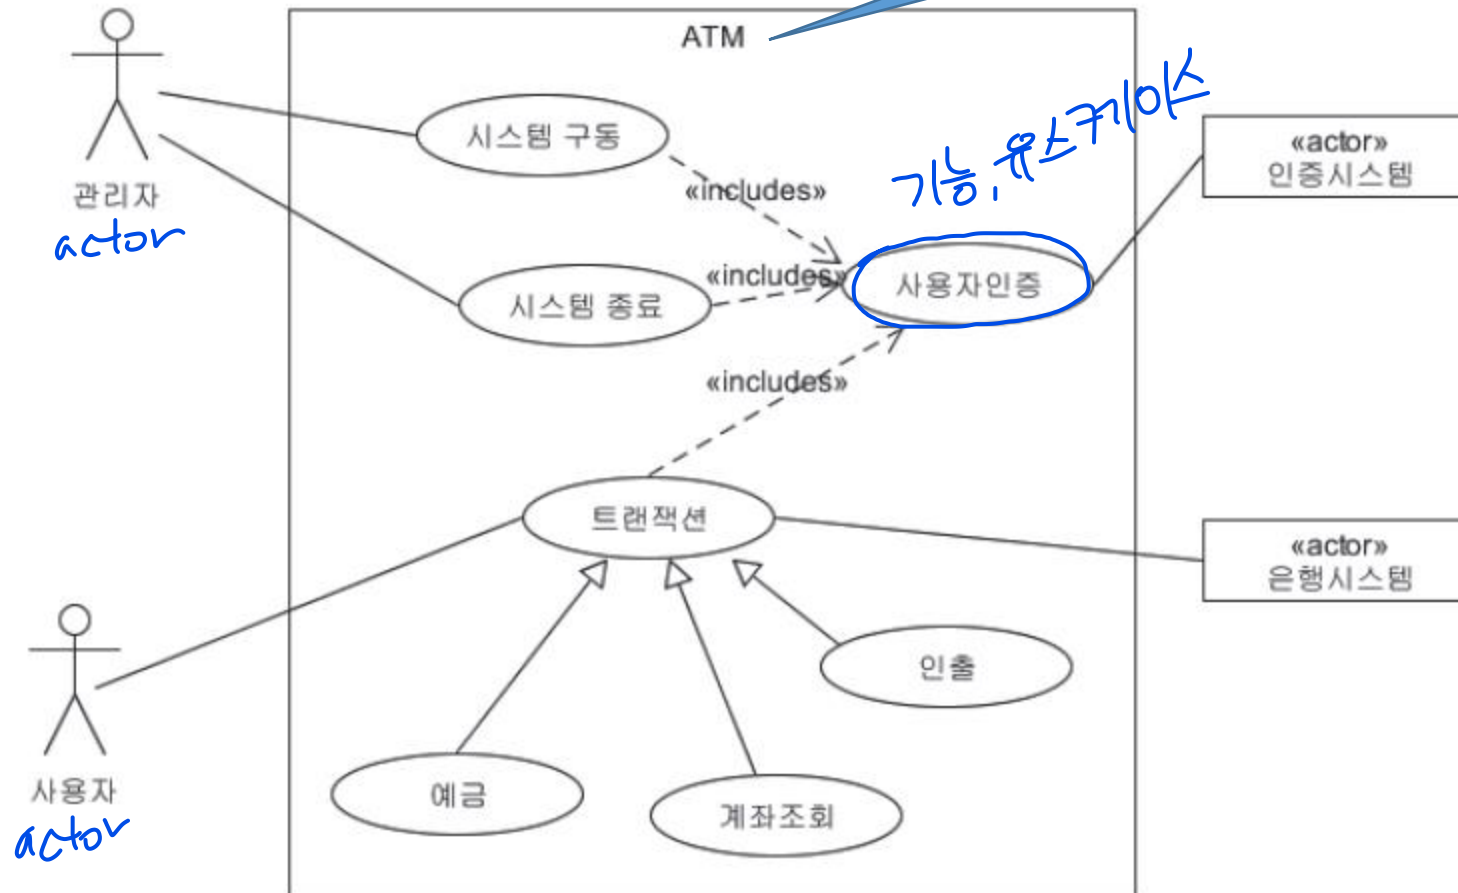 ATM
시스템 구동
기능, 유스케이스
«actor»
인증시스템
관리자
actor
«includes»
«includes»
사용자인증
시스템 종료
«includes»
트랜잭션
«actor»
은행시스템
인출
사용자
actor
예금
계좌조회